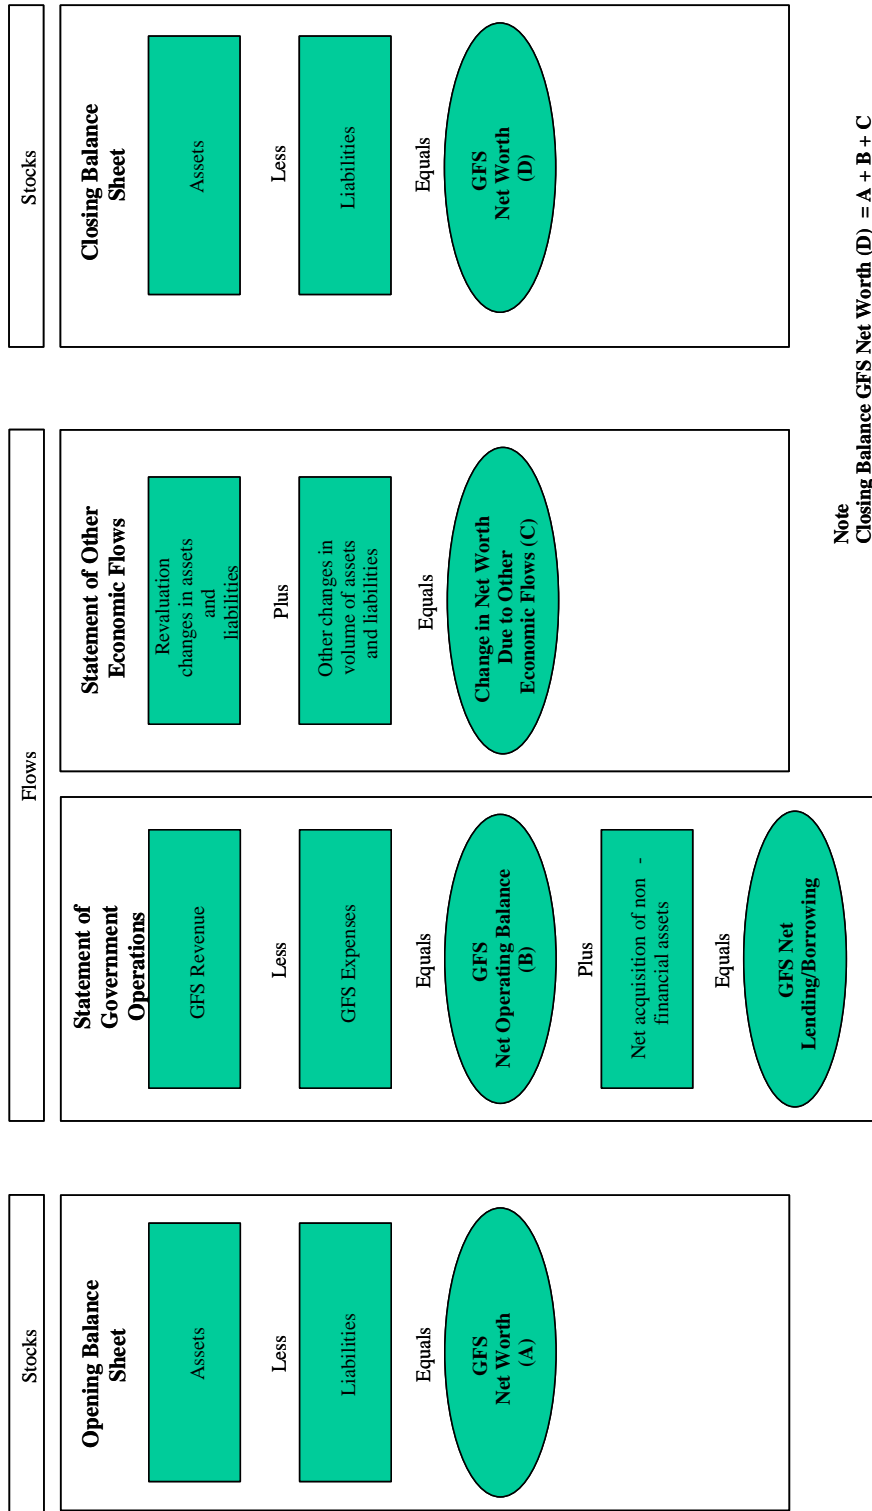 Stocks
Opening Balance
Sheet
Assets
Less
Liabilities
Equals
GFS
Net Worth
(A)
Flows
Statement of
Government
Operations
GFS Revenue
Less
GFS Expenses
Equals
GFS
Net Operating Balance
(B)
Plus
Net acquisition of non -
financial assets
Equals
GFS Net
Lending/Borrowing
Statement of Other
Economic Flows
Revaluation
changes in assets
and
liabilities
Plus
Other changes in
volume of assets
and liabilities
Equals
Change in Net Worth
Due to Other
Economic Flows (C)
Stocks
Closing Balance
Sheet
Assets
Less
Liabilities
Equals
GFS
Net Worth
(D)
Note
Closing Balance GFS Net Worth (D) = A + B + C